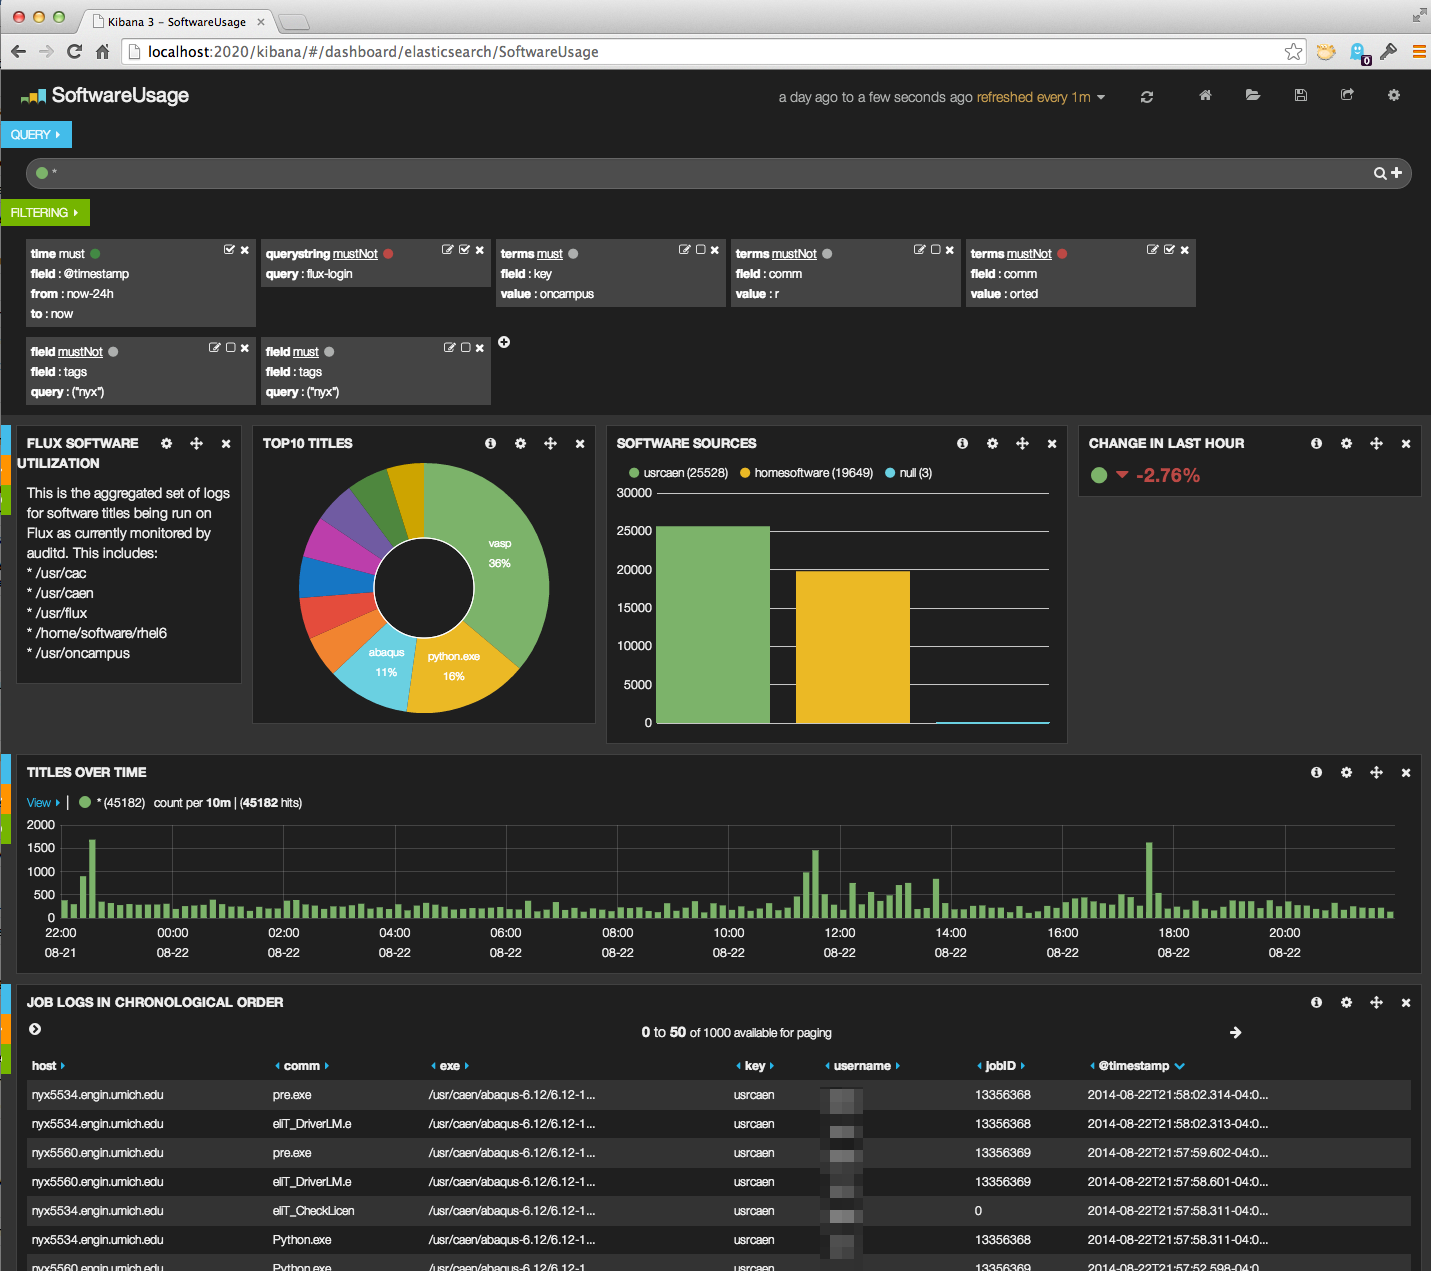 Kibana 3 – SoftwareUsage
localhost:2020/kibana/#/dashboard/elasticsearch/SoftwareUsage
0
SoftwareUsage
a day ago to a few seconds ago refreshed every 1m
QUERY
*
FILTERING
time must
field : @timestamp
from : now-24h
to : now
querystring mustNot
query : flux-login
terms must
field : key
value : oncampus
terms mustNot
field : comm
value : r
terms mustNot
field : comm
value : orted
field mustNot
field : tags
query : ("nyx")
field must
field : tags
query : ("nyx")
FLUX SOFTWARE
UTILIZATION
This is the aggregated set of logs
for software titles being run on
Flux as currently monitored by
auditd. This includes:
* /usr/cac
* /usr/caen
* /usr/flux
* /home/software/rhel6
* /usr/oncampus
TOP10 TITLES
vasp
36%
abaqus
11%
python.exe
16%
SOFTWARE SOURCES
usrcaen (25528) homesoftware (19649) null (3)
30000
25000
20000
15000
10000
5000
0
CHANGE IN LAST HOUR
-2.76%
TITLES OVER TIME
View | * (45182) count per 10m | (45182 hits)
2000
1500
1000
500
0
22:00 00:00 02:00 04:00 06:00 08:00 10:00 12:00 14:00 16:00 18:00 20:00
08-21 08-22 08-22 08-22 08-22 08-22 08-22 08-22 08-22 08-22 08-22 08-22
JOB LOGS IN CHRONOLOGICAL ORDER
0 to 50 of 1000 available for paging
host comm exe key username jobID @timestamp
nyx5534.engin.umich.edu pre.exe /usr/caen/abaqus-6.12/6.12-1... usrcaen 13356368 2014-08-22T21:58:02.314-04:0...
nyx5534.engin.umich.edu eliT_DriverLM.e /usr/caen/abaqus-6.12/6.12-1... usrcaen 13356368 2014-08-22T21:58:02.313-04:0...
nyx5560.engin.umich.edu pre.exe /usr/caen/abaqus-6.12/6.12-1... usrcaen 13356369 2014-08-22T21:57:59.602-04:0...
nyx5560.engin.umich.edu eliT_DriverLM.e /usr/caen/abaqus-6.12/6.12-1... usrcaen 13356369 2014-08-22T21:57:58.601-04:0...
nyx5534.engin.umich.edu eliT_CheckLicen /usr/caen/abaqus-6.12/6.12-1... usrcaen 0 2014-08-22T21:57:58.311-04:0...
nyx5534.engin.umich.edu Python.exe /usr/caen/abaqus-6.12/6.12-1... usrcaen 13356368 2014-08-22T21:57:58.311-04:0...
nyx5560.engin.umich.edu Python.exe /usr/caen/abaqus-6.12/6.12-1... usrcaen 13356369 2014-08-22T21:57:52.598-04:0...